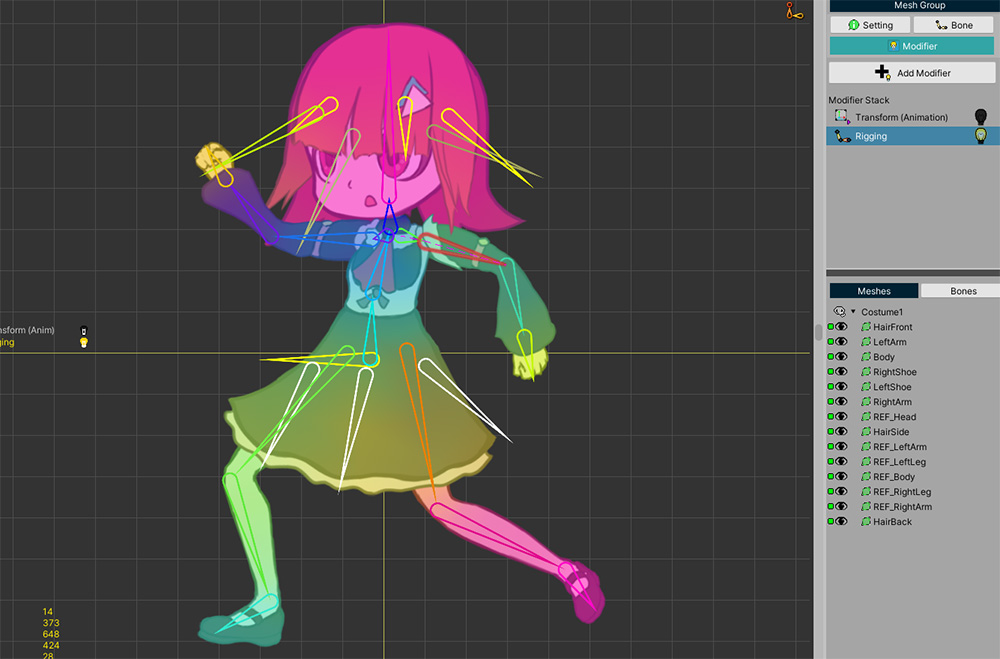 Mesh Group
Setting
Bone
Modifier
Add Modifier
Modifier Stack
Transform (Animation)
Rigging
nsform (Anim)
ging
Meshes
Bones
Costume1
HairFront
LeftArm
Body
RightShoe
LeftShoe
RightArm
REF_Head
HairSide
REF_LeftArm
REF_LeftLeg
REF_Body
REF_RightLeg
REF_RightArm
HairBack
14
373
648
424
28